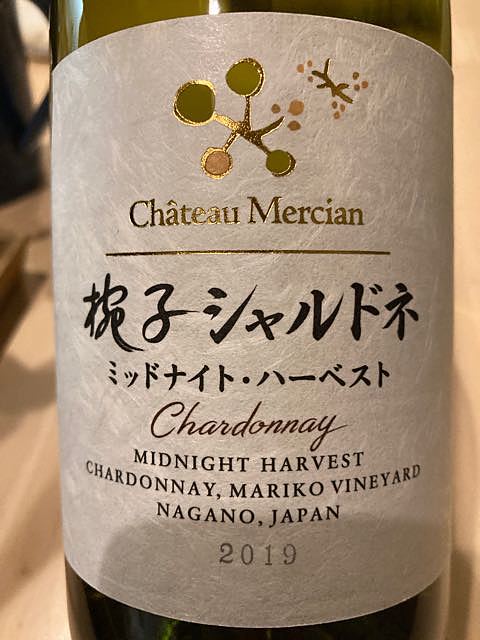 Château Mercian
椀子シャルドネ
ミッドナイト・ハーベスト
Chardonnay
MIDNIGHT HARVEST
CHARDONNAY, MARIKO VINEYARD
NAGANO, JAPAN
2019